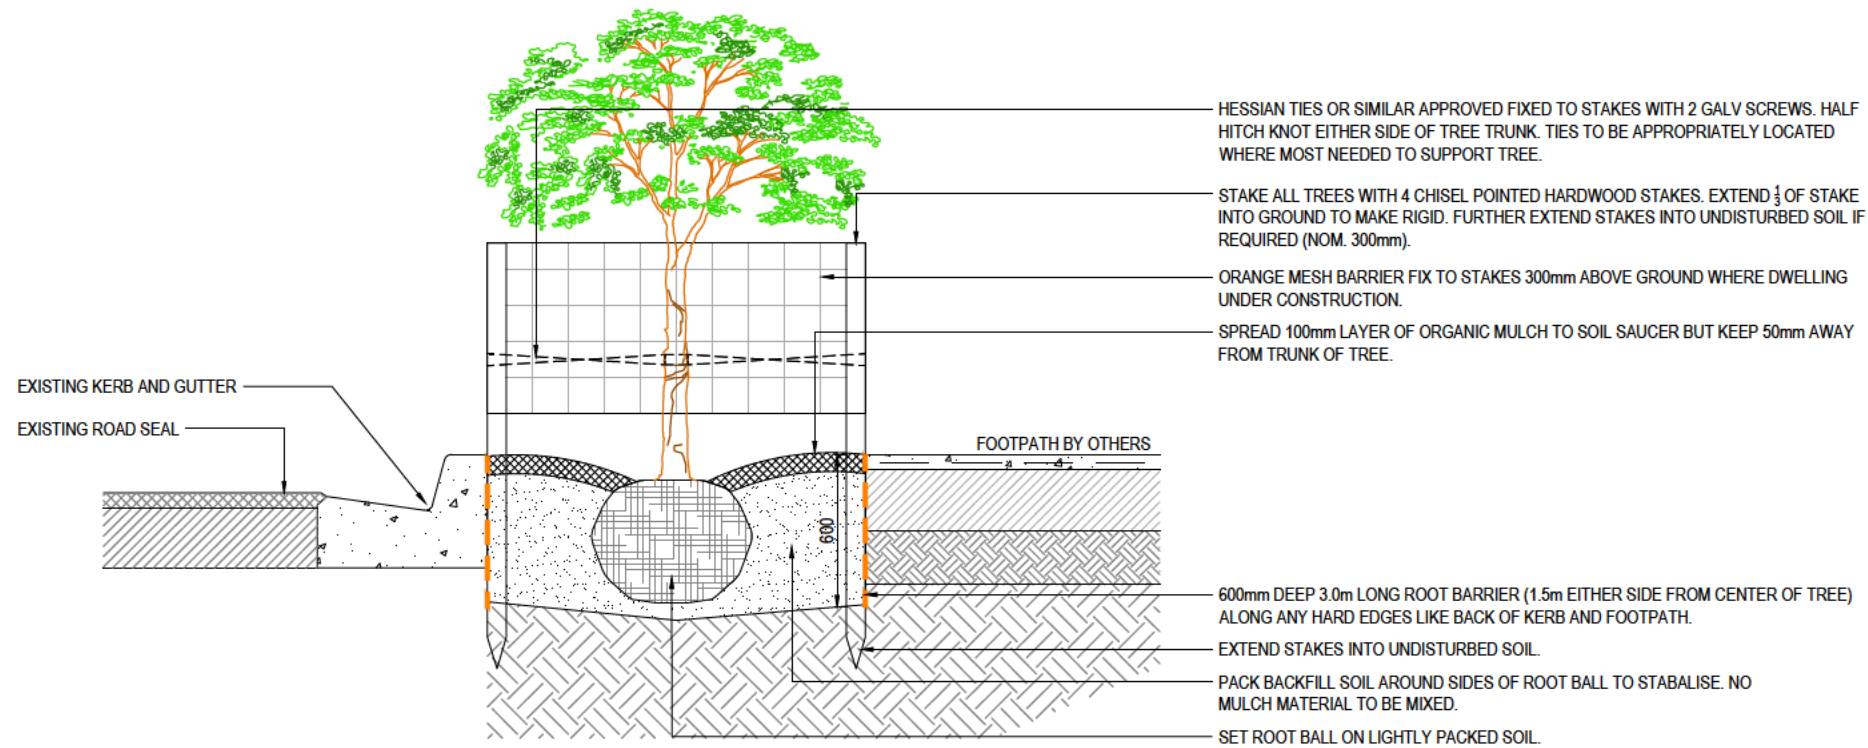 HESSIAN TIES OR SIMILAR APPROVED FIXED TO STAKES WITH 2 GALV SCREWS. HALF
HITCH KNOT EITHER SIDE OF TREE TRUNK. TIES TO BE APPROPRIATELY LOCATED
WHERE MOST NEEDED TO SUPPORT TREE.
STAKE ALL TREES WITH 4 CHISEL POINTED HARDWOOD STAKES. EXTEND 1/3 OF STAKE
INTO GROUND TO MAKE RIGID. FURTHER EXTEND STAKES INTO UNDISTURBED SOIL IF
REQUIRED (NOM. 300mm).
ORANGE MESH BARRIER FIX TO STAKES 300mm ABOVE GROUND WHERE DWELLING
UNDER CONSTRUCTION.
SPREAD 100mm LAYER OF ORGANIC MULCH TO SOIL SAUCER BUT KEEP 50mm AWAY
FROM TRUNK OF TREE.
EXISTING KERB AND GUTTER
EXISTING ROAD SEAL
FOOTPATH BY OTHERS
600
600mm DEEP 3.0m LONG ROOT BARRIER (1.5m EITHER SIDE FROM CENTER OF TREE)
ALONG ANY HARD EDGES LIKE BACK OF KERB AND FOOTPATH.
EXTEND STAKES INTO UNDISTURBED SOIL.
PACK BACKFILL SOIL AROUND SIDES OF ROOT BALL TO STABALISE. NO
MULCH MATERIAL TO BE MIXED.
SET ROOT BALL ON LIGHTLY PACKED SOIL.